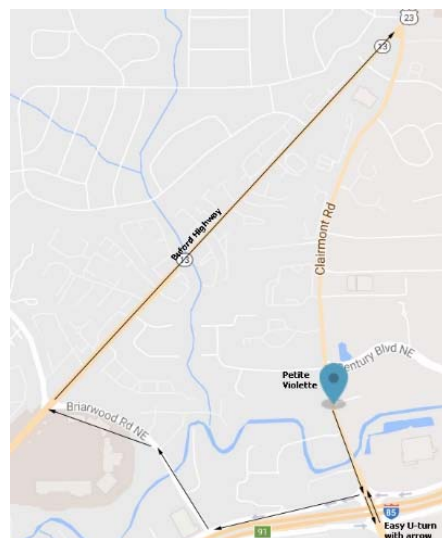 23
13
Buford Highway
13
Clairmont Rd
Century Blvd NE
Petite
Violette
Briarwood Rd NE
85
91
Easy U-turn
with arrow